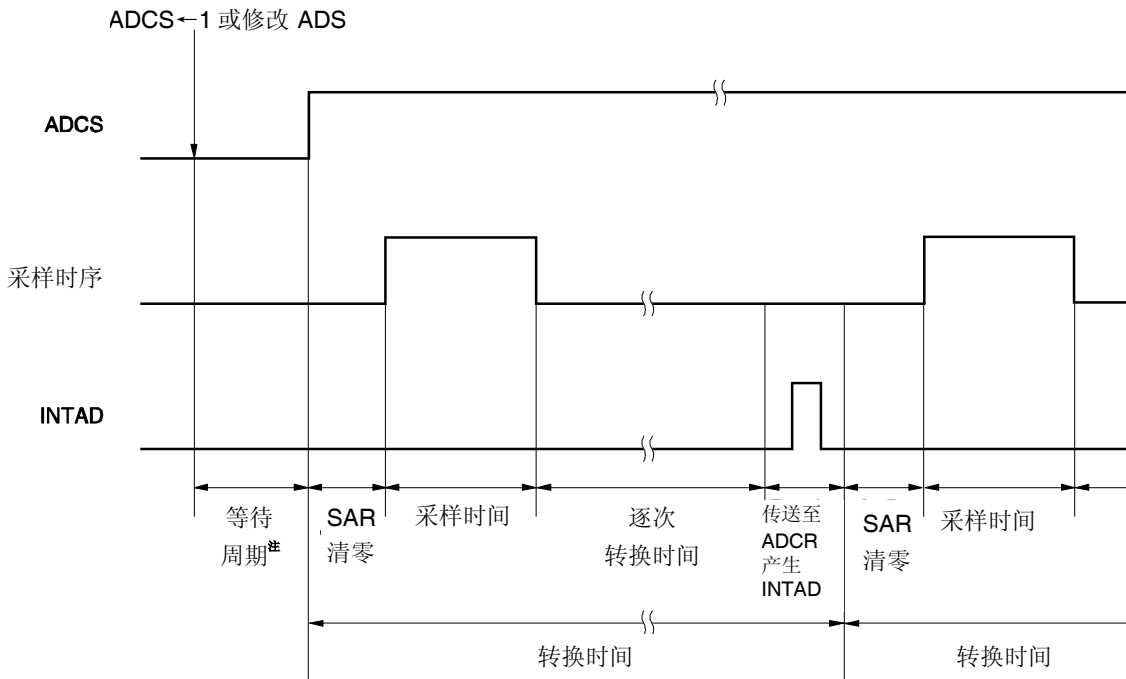 ADCS←1 或修改 ADS
ADCS
采样时序
INTAD
等待
周期注
SAR
清零
采样时间
逐次
转换时间
传送至
ADCR
产生
INTAD
SAR
清零
采样时间
转换时间
转换时间